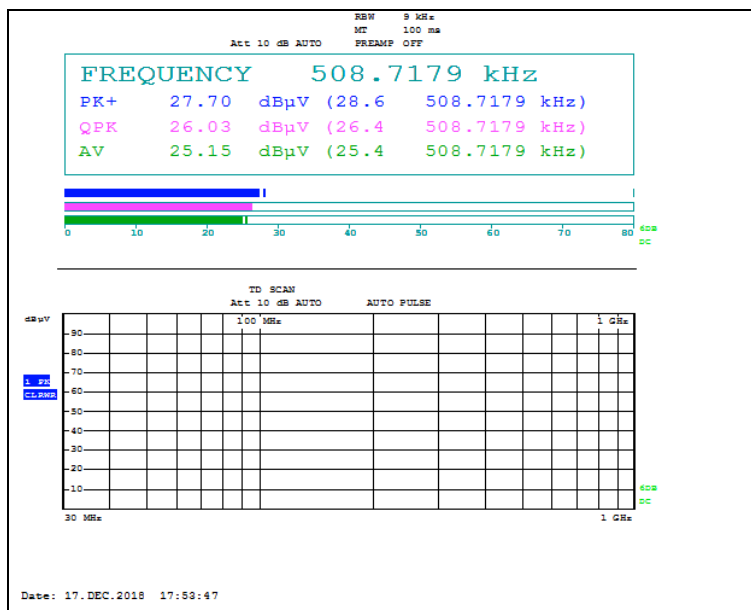 RBW 9 kHz
MT 100 ms
Att 10 dB AUTO PREAMP OFF
FREQUENCY 508.7179 kHz
PK+ 27.70 dBµV (28.6 508.7179 kHz)
QPK 26.03 dBµV (26.4 508.7179 kHz)
AV 25.15 dBµV (25.4 508.7179 kHz)
0 10 20 30 40 50 60 70 80
6DB
DC
TD SCAN
Att 10 dB AUTO AUTO PULSE
dBµV
100 MHz 1 GHz
90
80
70
1 PK
60
CLRWR
50
40
30
20
10
6DB
DC
30 MHz 1 GHz
Date: 17.DEC.2018 17:53:47